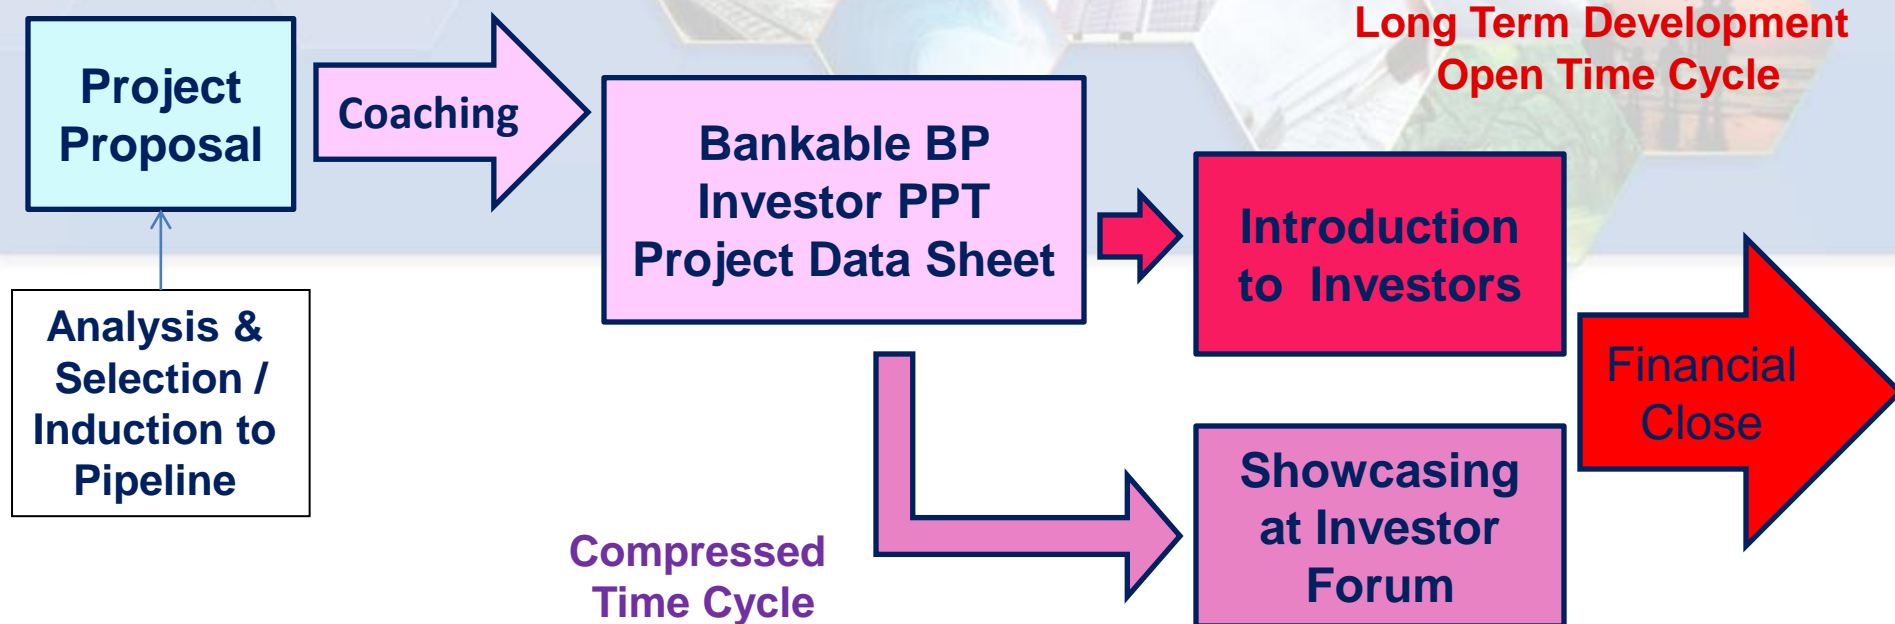 Long Term Development
Open Time Cycle
Project
Proposal
Coaching
Bankable BP
Investor PPT
Project Data Sheet
Introduction
to Investors
Analysis &
Selection /
Induction to
Pipeline
Financial
Close
Showcasing
at Investor
Forum
Compressed
Time Cycle